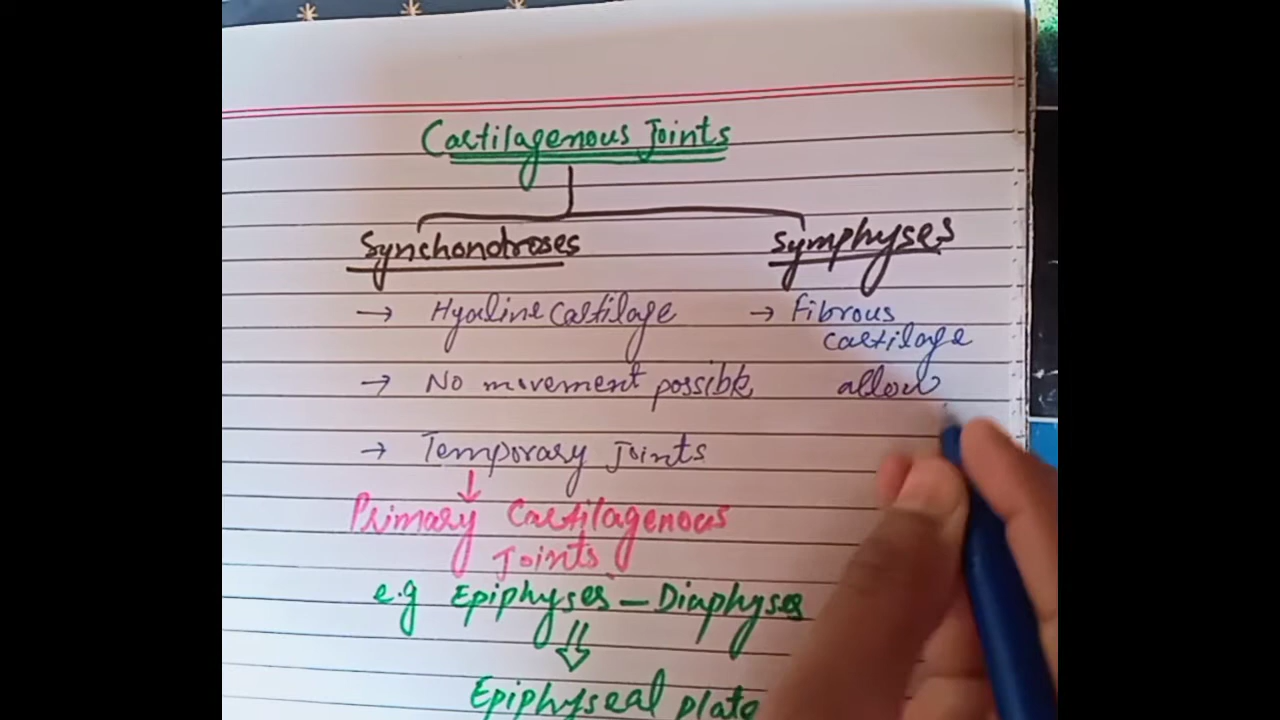 Cartilagenous Joints
Synchondroses
Symphyses
→ Hyaline Cartilage
→ Fibrous
cartilage
→ No movement possible
allow
→ Temporary Joints
↓
Primary Cartilagenous
Joints
e.g Epiphyses - Diaphyses
⇓
Epiphyseal plate